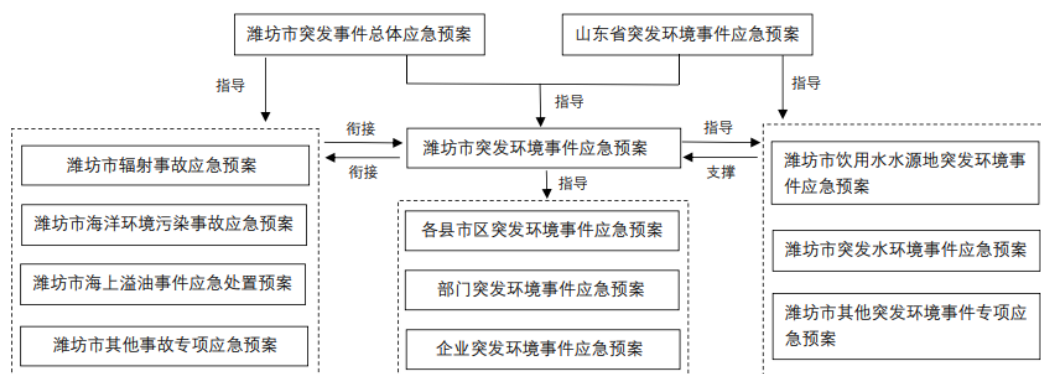 潍坊市突发事件总体应急预案
山东省突发环境事件应急预案
指导
指导
指导
衔接
潍坊市突发环境事件应急预案
指导
衔接
支撑
指导
潍坊市辐射事故应急预案
潍坊市海洋环境污染事故应急预案
潍坊市海上溢油事件应急处置预案
潍坊市其他事故专项应急预案
各县市区突发环境事件应急预案
部门突发环境事件应急预案
企业突发环境事件应急预案
潍坊市饮用水水源地突发环境事
件应急预案
潍坊市突发水环境事件应急预案
潍坊市其他突发环境事件专项应
急预案